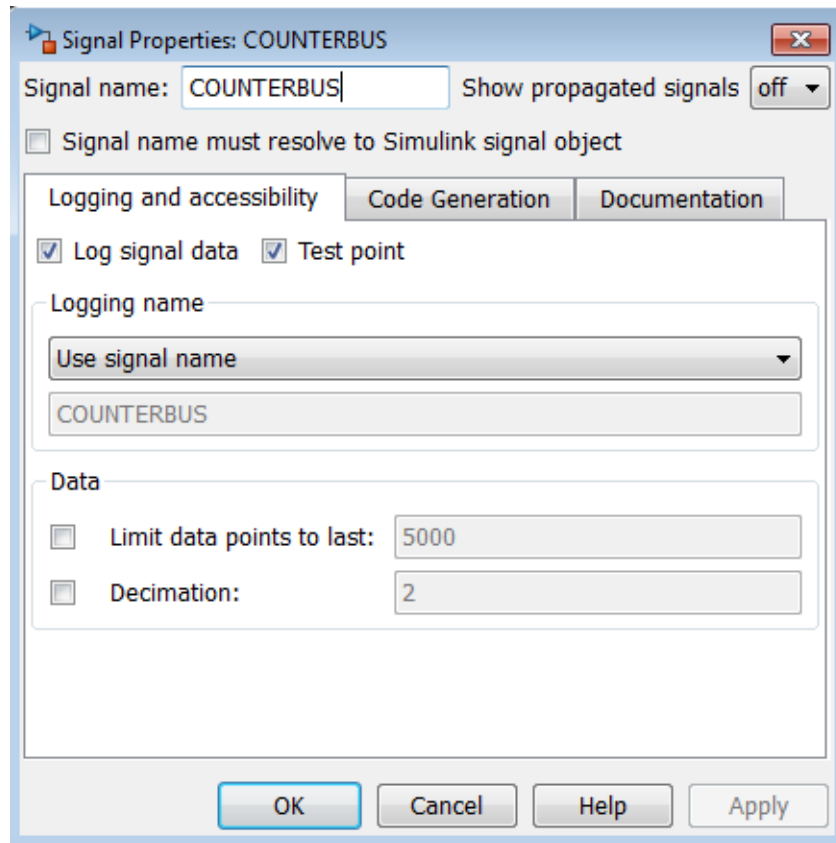 Signal Properties: COUNTERBUS
Signal name: COUNTERBUS Show propagated signals off
Signal name must resolve to Simulink signal object
Logging and accessibility Code Generation Documentation
Log signal data Test point
Logging name
Use signal name
COUNTERBUS
Data
Limit data points to last: 5000
Decimation: 2
OK Cancel Help Apply